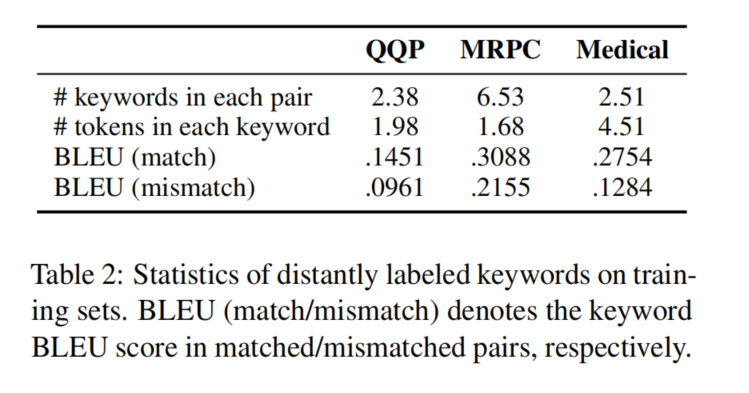 QQP MRPC Medical
# keywords in each pair 2.38 6.53 2.51
# tokens in each keyword 1.98 1.68 4.51
BLEU (match) .1451 .3088 .2754
BLEU (mismatch) .0961 .2155 .1284
Table 2: Statistics of distantly labeled keywords on train-
ing sets. BLEU (match/mismatch) denotes the keyword
BLEU score in matched/mismatched pairs, respectively.